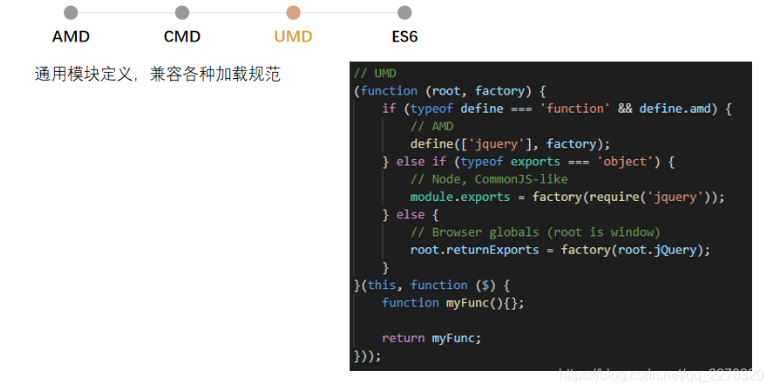 AMD CMD UMD ES6
通用模块定义，兼容各种加载规范
// UMD
(function (root, factory) {
    if (typeof define === 'function' && define.amd) {
        // AMD
        define(['jquery'], factory);
    } else if (typeof exports === 'object') {
        // Node, CommonJS-like
        module.exports = factory(require('jquery'));
    } else {
        // Browser globals (root is window)
        root.returnExports = factory(root.jQuery);
    }
}(this, function ($) {
    function myFunc(){};

    return myFunc;
}));
https://blog.csdn.net/qq_2270320